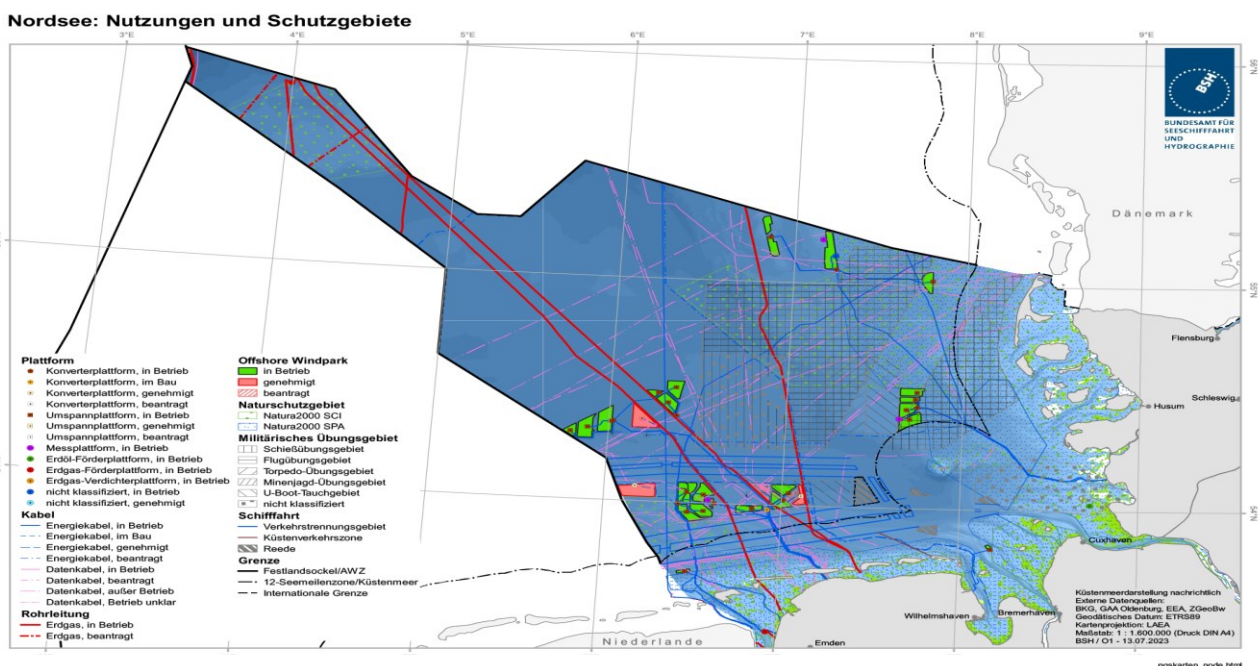 Nordsee: Nutzungen und Schutzgebiete
3°E
4°E
5°E
6°E
7°E
8°E
9°E
BSH
BUNDESAMT FÜR
SEESCHIFFFAHRT
UND
HYDROGRAPHIE
Dänemark
Flensburg
Schleswig
Husum
Cuxhaven
Bremerhaven
Wilhelmshaven
Emden
Niederlande
Plattform
Konverterplattform, in Betrieb
Konverterplattform, im Bau
Konverterplattform, genehmigt
Konverterplattform, beantragt
Umspannplattform, in Betrieb
Umspannplattform, genehmigt
Umspannplattform, beantragt
Messplattform, in Betrieb
Erdöl-Förderplattform, in Betrieb
Erdgas-Förderplattform, in Betrieb
Erdgas-Verdichterplattform, in Betrieb
nicht klassifiziert, in Betrieb
nicht klassifiziert, genehmigt
Kabel
Energiekabel, in Betrieb
Energiekabel, im Bau
Energiekabel, genehmigt
Energiekabel, beantragt
Datenkabel, in Betrieb
Datenkabel, beantragt
Datenkabel, außer Betrieb
Datenkabel, Betrieb unklar
Rohrleitung
Erdgas, in Betrieb
Erdgas, beantragt
Offshore Windpark
in Betrieb
genehmigt
beantragt
Naturschutzgebiet
Natura2000 SCI
Natura2000 SPA
Militärisches Übungsgebiet
Schießübungsgebiet
Flugübungsgebiet
Torpedo-Übungsgebiet
Minenjagd-Übungsgebiet
U-Boot-Tauchgebiet
nicht klassifiziert
Schifffahrt
Verkehrstrennungsgebiet
Küstenverkehrszone
Reede
Grenze
Festlandsockel/AWZ
12-Seemeilenzone/Küstenmeer
Internationale Grenze
Küstenmeerdarstellung nachrichtlich
Externe Datenquellen:
BKG, GAA Oldenburg, EEA, ZGeoBw
Geodätisches Datum: ETRS89
Kartenprojektion: LAEA
Maßstab: 1 : 1.600.000 (Druck DIN A4)
BSH / O1 - 13.07.2023